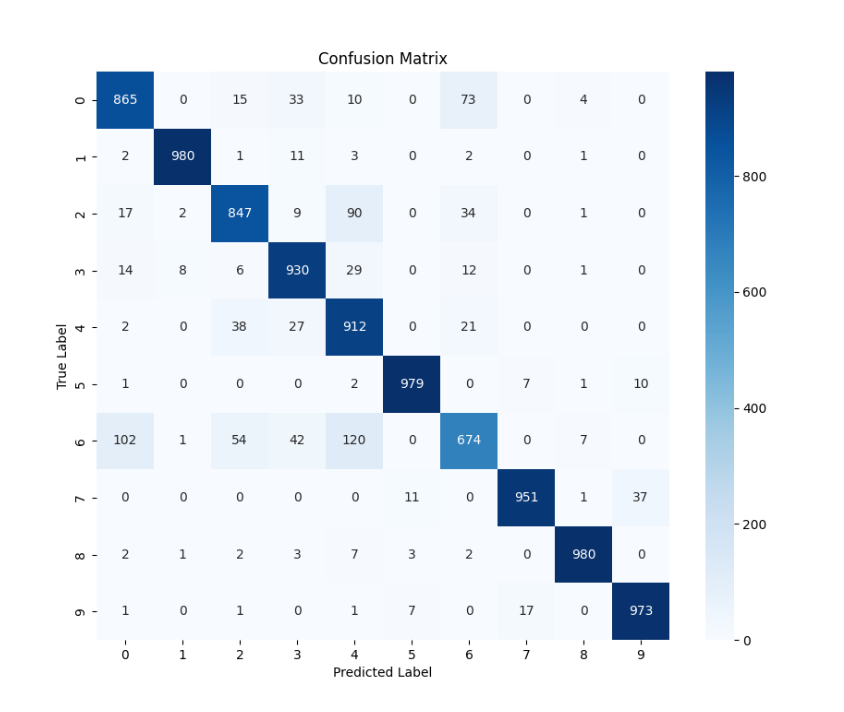 Confusion Matrix
0 865 0 15 33 10 0 73 0 4 0
1 2 980 1 11 3 0 2 0 1 0
800
2 17 2 847 9 90 0 34 0 1 0
3 14 8 6 930 29 0 12 0 1 0
600
4 2 0 38 27 912 0 21 0 0 0
True Label
5 1 0 0 0 2 979 0 7 1 10
400
6 102 1 54 42 120 0 674 0 7 0
7 0 0 0 0 0 11 0 951 1 37
200
8 2 1 2 3 7 3 2 0 980 0
9 1 0 1 0 1 7 0 17 0 973
0
0 1 2 3 4 5 6 7 8 9
Predicted Label